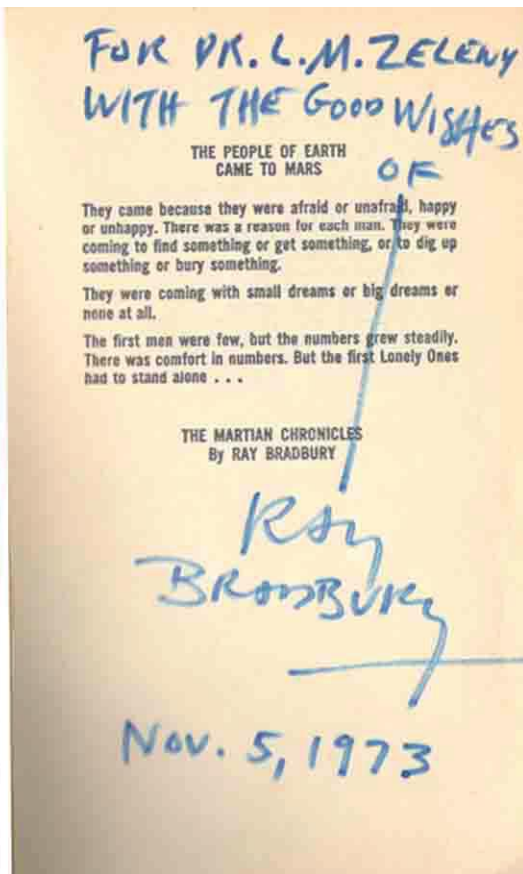 FOR DR. L.M. ZELENY
WITH THE GOOD WISHES
OF
THE PEOPLE OF EARTH
CAME TO MARS
They came because they were afraid or unafraid, happy
or unhappy. There was a reason for each man. They were
coming to find something or get something, or to dig up
something or bury something.
They were coming with small dreams or big dreams or
none at all.
The first men were few, but the numbers grew steadily.
There was comfort in numbers. But the first Lonely Ones
had to stand alone . . .
THE MARTIAN CHRONICLES
By RAY BRADBURY
RAY
BRADBURY
NOV. 5, 1973